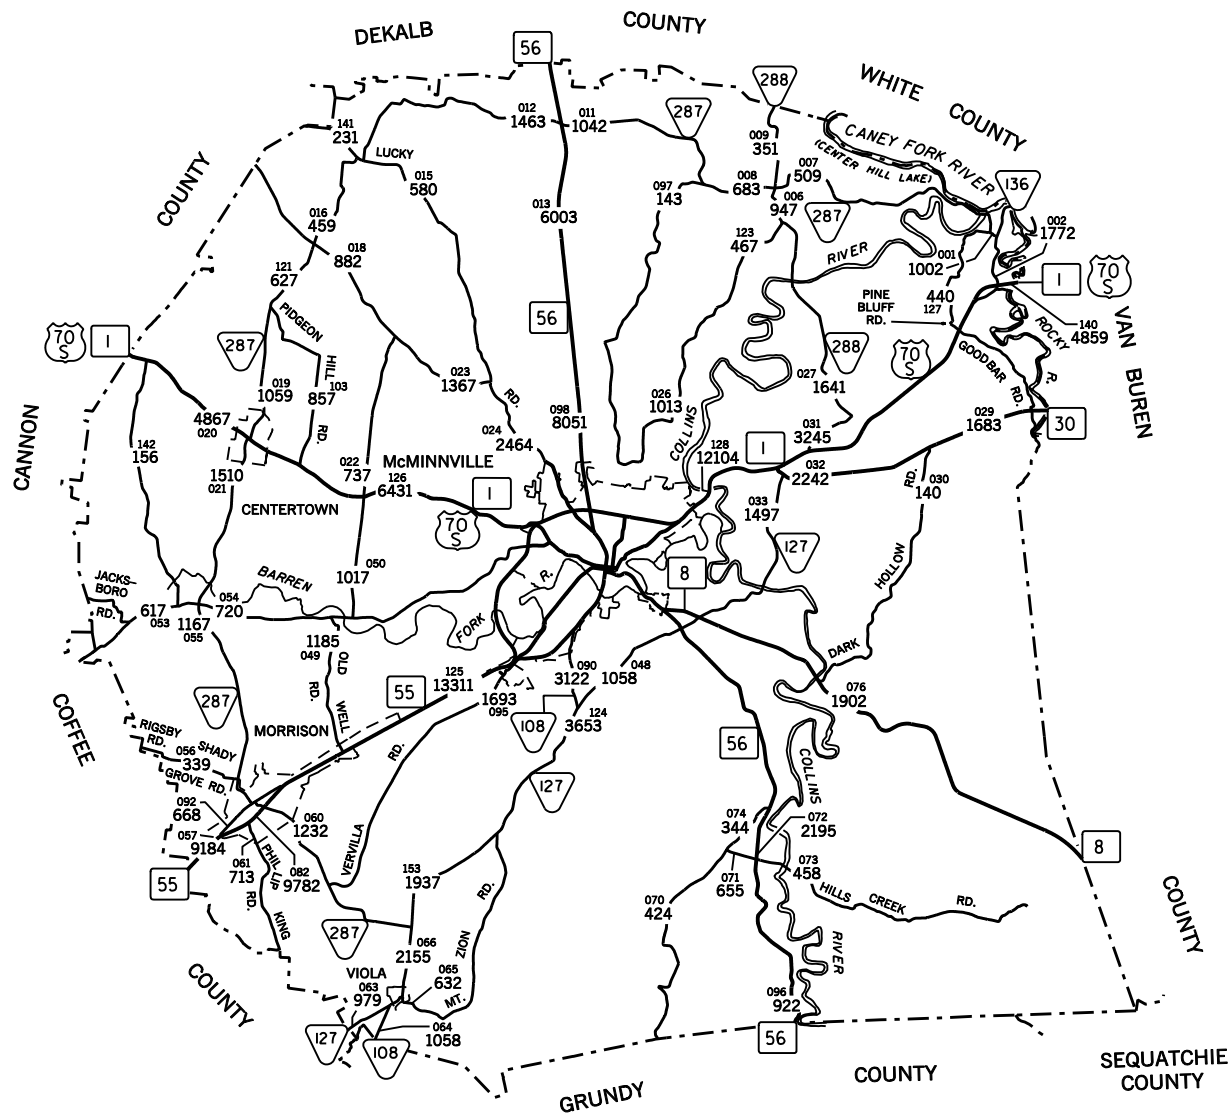 DEKALB
COUNTY
56
288
WHITE COUNTY
012
1463
011
1042
287
141
231
LUCKY
009
351
CANEY FORK RIVER
(CENTER HILL LAKE)
COUNTY
015
580
097
143
008
683
007
509
136
016
459
013
6003
006
947
287
002
1772
018
882
123
467
RIVER
001
1002
121
627
440
127
PINE
BLUFF
RD.
1
70
S
PIDGEON
HILL
RD.
56
140
4859
ROCKY
R.
VAN BUREN
70
S
1
287
288
70
S
GOODBAR RD.
019
1059
103
857
023
1367
RD.
027
1641
026
1013
COLLINS
CANNON
4867
020
098
8051
029
1683
30
142
156
024
2464
031
3245
128
12104
1
McMINNVILLE
1510
021
022
737
126
6431
032
2242
RD.
030
140
1
70
S
CENTERTOWN
033
1497
127
JACKS-
BORO
RD.
BARREN
050
1017
R.
8
HOLLOW
617
053
1167
055
054
720
FORK
1185
049
OLD
RD.
WELL
DARK
COFFEE
125
13311
090
3122
048
1058
287
55
1693
095
076
1902
108
124
3653
MORRISON
RIGSBY
RD.
SHADY
GROVE RD.
056
339
RD.
56
COLLINS
127
092
668
060
1232
074
344
072
2195
057
9184
VERVILLA
8
061
713
PHILLIP
RD.
KING
082
9782
153
1937
071
655
073
458
55
RD.
HILLS CREEK RD.
070
424
COUNTY
287
066
2155
ZION
RIVER
COUNTY
VIOLA
063
979
065
632
MT.
096
922
127
108
064
1058
56
SEQUATCHIE
COUNTY
GRUNDY
COUNTY